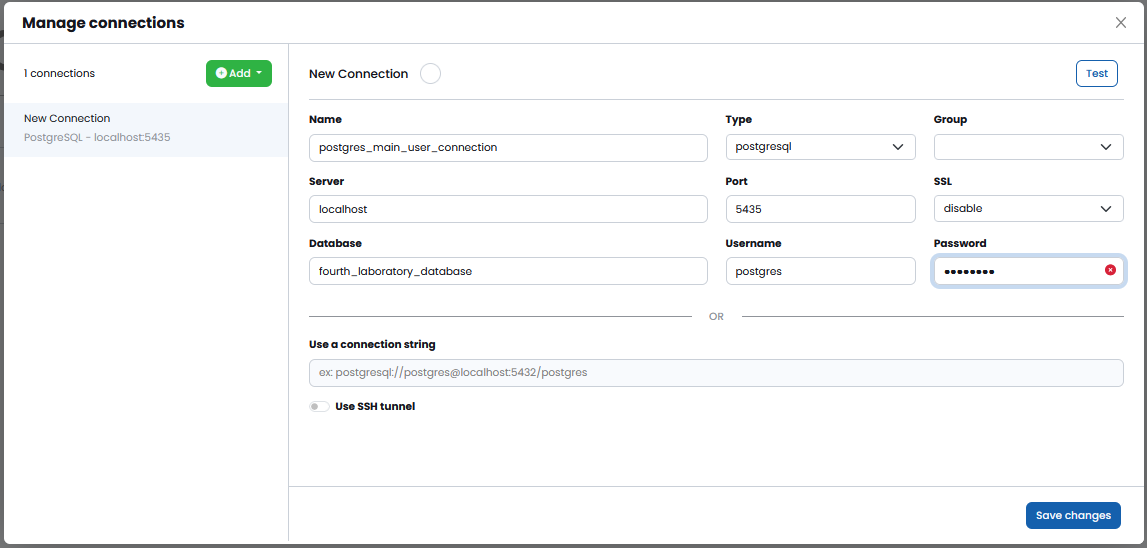 Manage connections
1 connections
Add
New Connection
PostgreSQL - localhost:5435
New Connection
Test
Name
Type
Group
postgres_main_user_connection
postgresql
Server
Port
SSL
localhost
5435
disable
Database
Username
Password
fourth_laboratory_database
postgres
••••••••
OR
Use a connection string
ex: postgresql://postgres@localhost:5432/postgres
Use SSH tunnel
Save changes